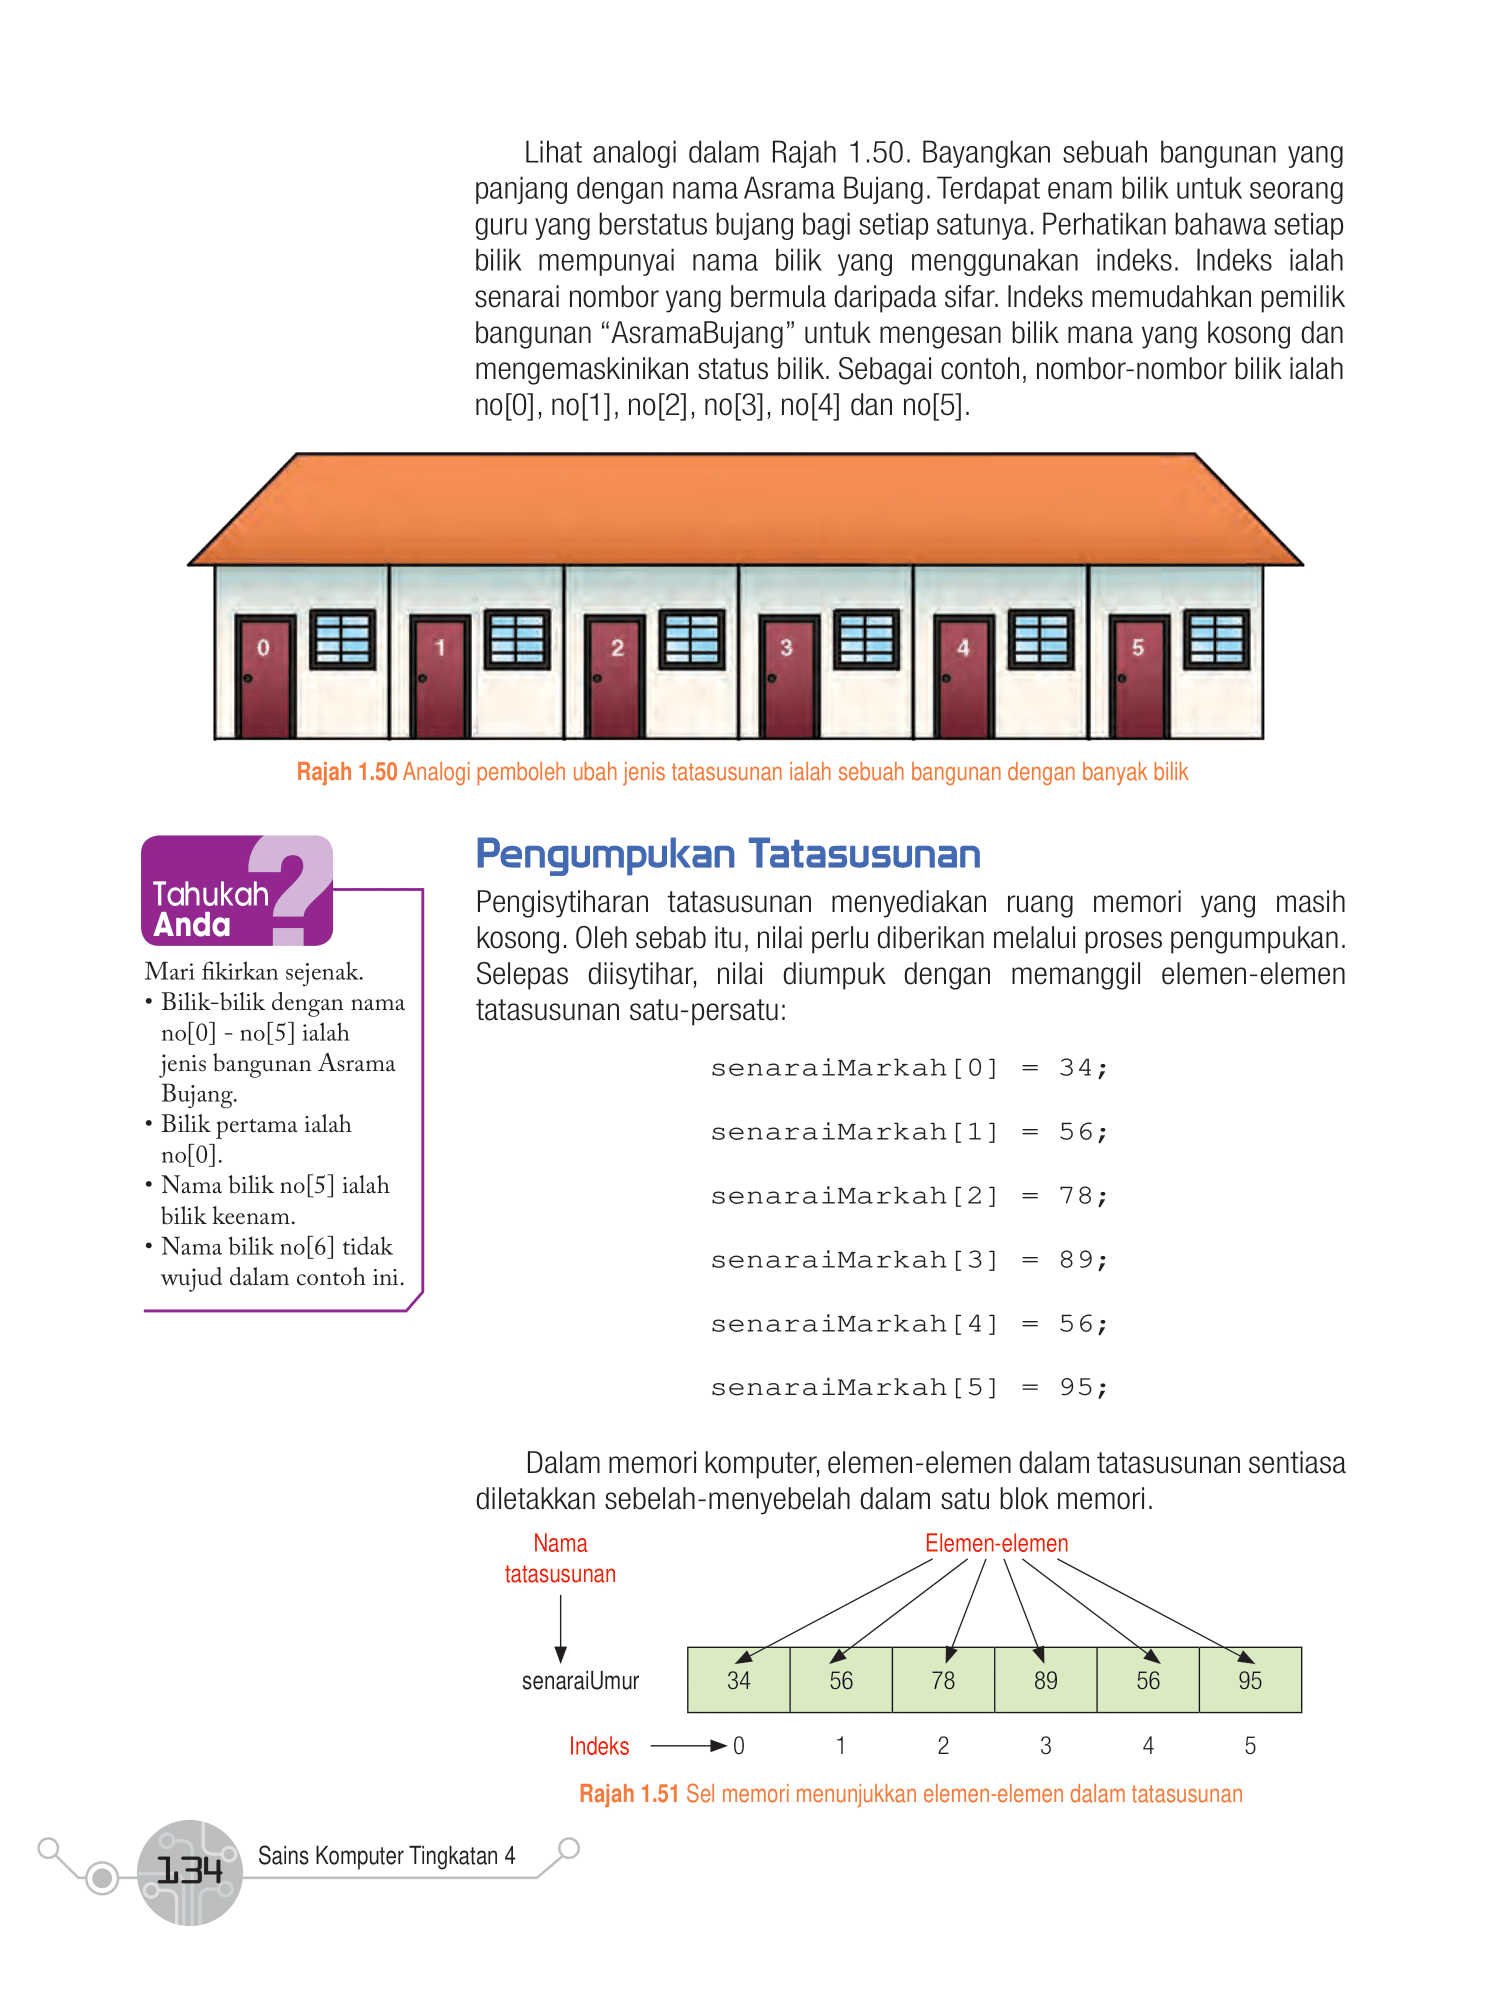 Lihat analogi dalam Rajah 1.50. Bayangkan sebuah bangunan yang
panjang dengan nama Asrama Bujang. Terdapat enam bilik untuk seorang
guru yang berstatus bujang bagi setiap satunya. Perhatikan bahawa setiap
bilik mempunyai nama bilik yang menggunakan indeks. Indeks ialah
senarai nombor yang bermula daripada sifar. Indeks memudahkan pemilik
bangunan “AsramaBujang” untuk mengesan bilik mana yang kosong dan
mengemaskinikan status bilik. Sebagai contoh, nombor-nombor bilik ialah
no[0], no[1], no[2], no[3], no[4] dan no[5].
0 1 2 3 4 5
Rajah 1.50 Analogi pemboleh ubah jenis tatasusunan ialah sebuah bangunan dengan banyak bilik
Tahukah
Anda ?
Mari fikirkan sejenak.
• Bilik-bilik dengan nama
no[0] - no[5] ialah
jenis bangunan Asrama
Bujang.
• Bilik pertama ialah
no[0].
• Nama bilik no[5] ialah
bilik keenam.
• Nama bilik no[6] tidak
wujud dalam contoh ini.
Pengumpukan Tatasusunan
Pengisytiharan tatasusunan menyediakan ruang memori yang masih
kosong. Oleh sebab itu, nilai perlu diberikan melalui proses pengumpukan.
Selepas diisytihar, nilai diumpuk dengan memanggil elemen-elemen
tatasusunan satu-persatu:
senaraiMarkah[0] = 34;
senaraiMarkah[1] = 56;
senaraiMarkah[2] = 78;
senaraiMarkah[3] = 89;
senaraiMarkah[4] = 56;
senaraiMarkah[5] = 95;
Dalam memori komputer, elemen-elemen dalam tatasusunan sentiasa
diletakkan sebelah-menyebelah dalam satu blok memori.
Nama
tatasusunan
Elemen-elemen
senaraiUmur 34 56 78 89 56 95
Indeks 0 1 2 3 4 5
Rajah 1.51 Sel memori menunjukkan elemen-elemen dalam tatasusunan
134 Sains Komputer Tingkatan 4